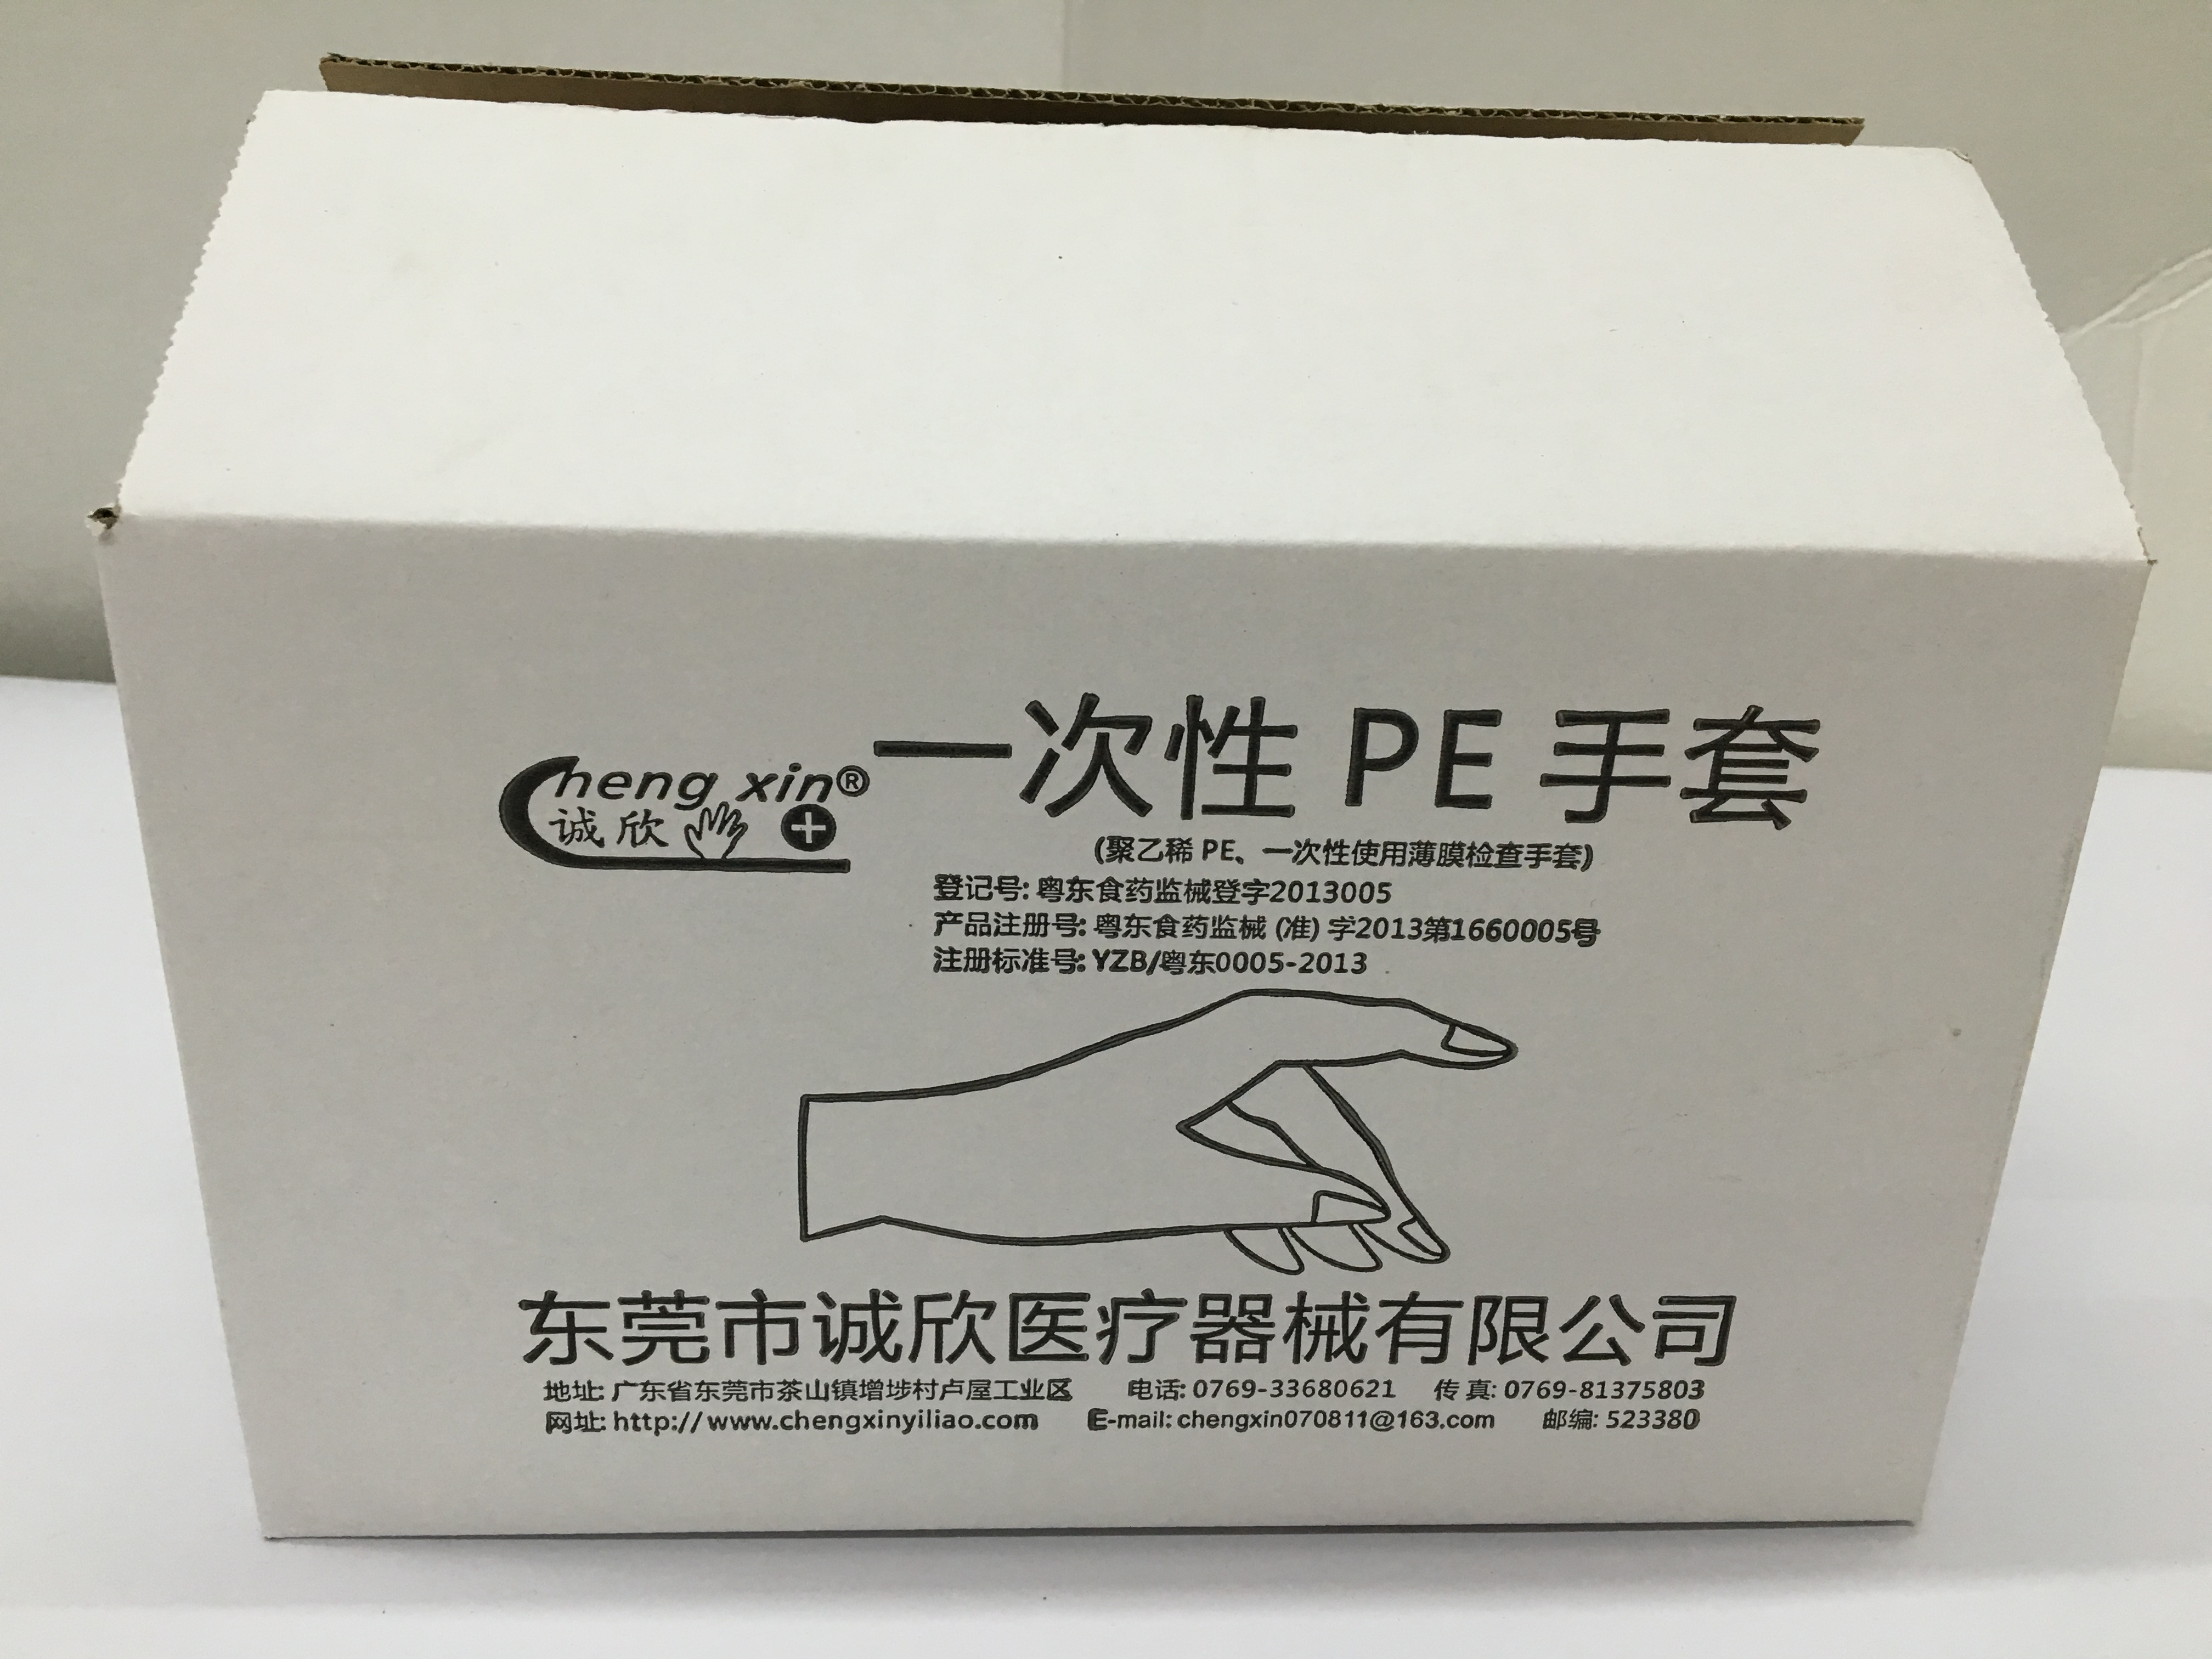 Cheng xin®
诚欣
一次性 PE 手套
(聚乙稀 PE、一次性使用薄膜检查手套)
登记号: 粤东食药监械登字2013005
产品注册号: 粤东食药监械 (准) 字2013第1660005号
注册标准号: YZB/粤东0005-2013
东莞市诚欣医疗器械有限公司
地址: 广东省东莞市茶山镇增埗村卢屋工业区 电话: 0769-33680621 传 真: 0769-81375803
网址: http://www.chengxinyiliao.com E-mail: chengxin070811@163.com 邮编: 523380